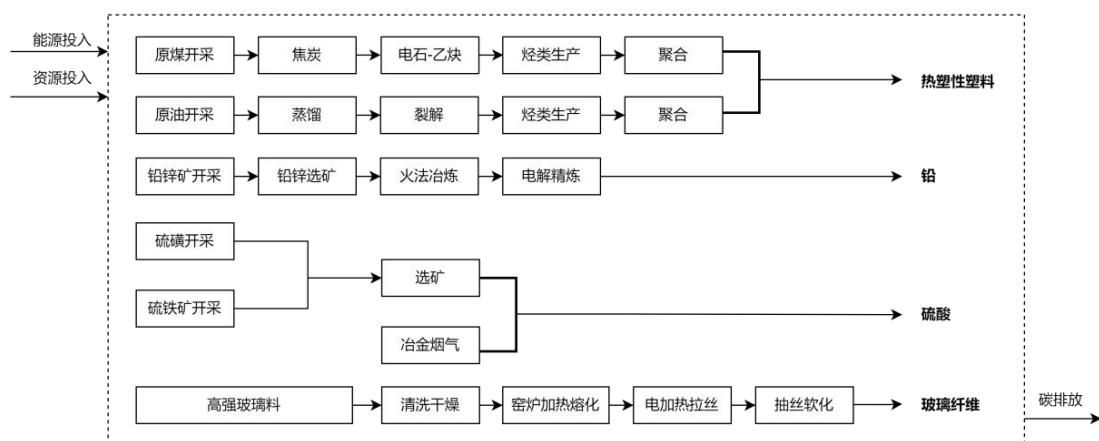 能源投入
资源投入
原煤开采
焦炭
电石-乙炔
烃类生产
聚合
热塑性塑料
原油开采
蒸馏
裂解
烃类生产
聚合
铅锌矿开采
铅锌选矿
火法冶炼
电解精炼
铅
硫磺开采
选矿
硫铁矿开采
硫酸
冶金烟气
高强玻璃料
清洗干燥
窑炉加热熔化
电加热拉丝
抽丝软化
玻璃纤维
碳排放